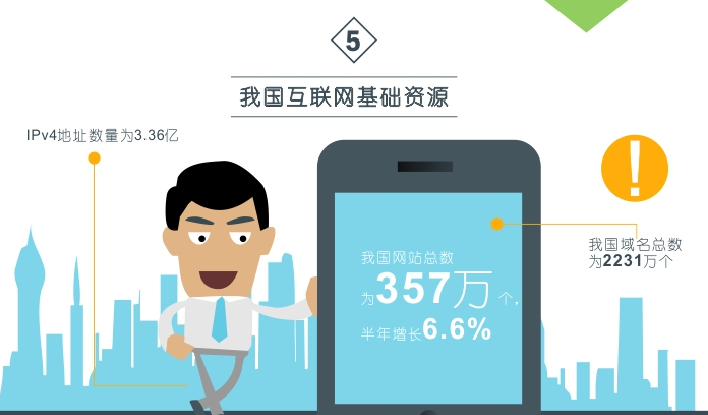 5
我国互联网基础资源
IPv4地址数量为3.36亿
!
我国网站总数
为357万个,
半年增长6.6%
我国域名总数
为2231万个